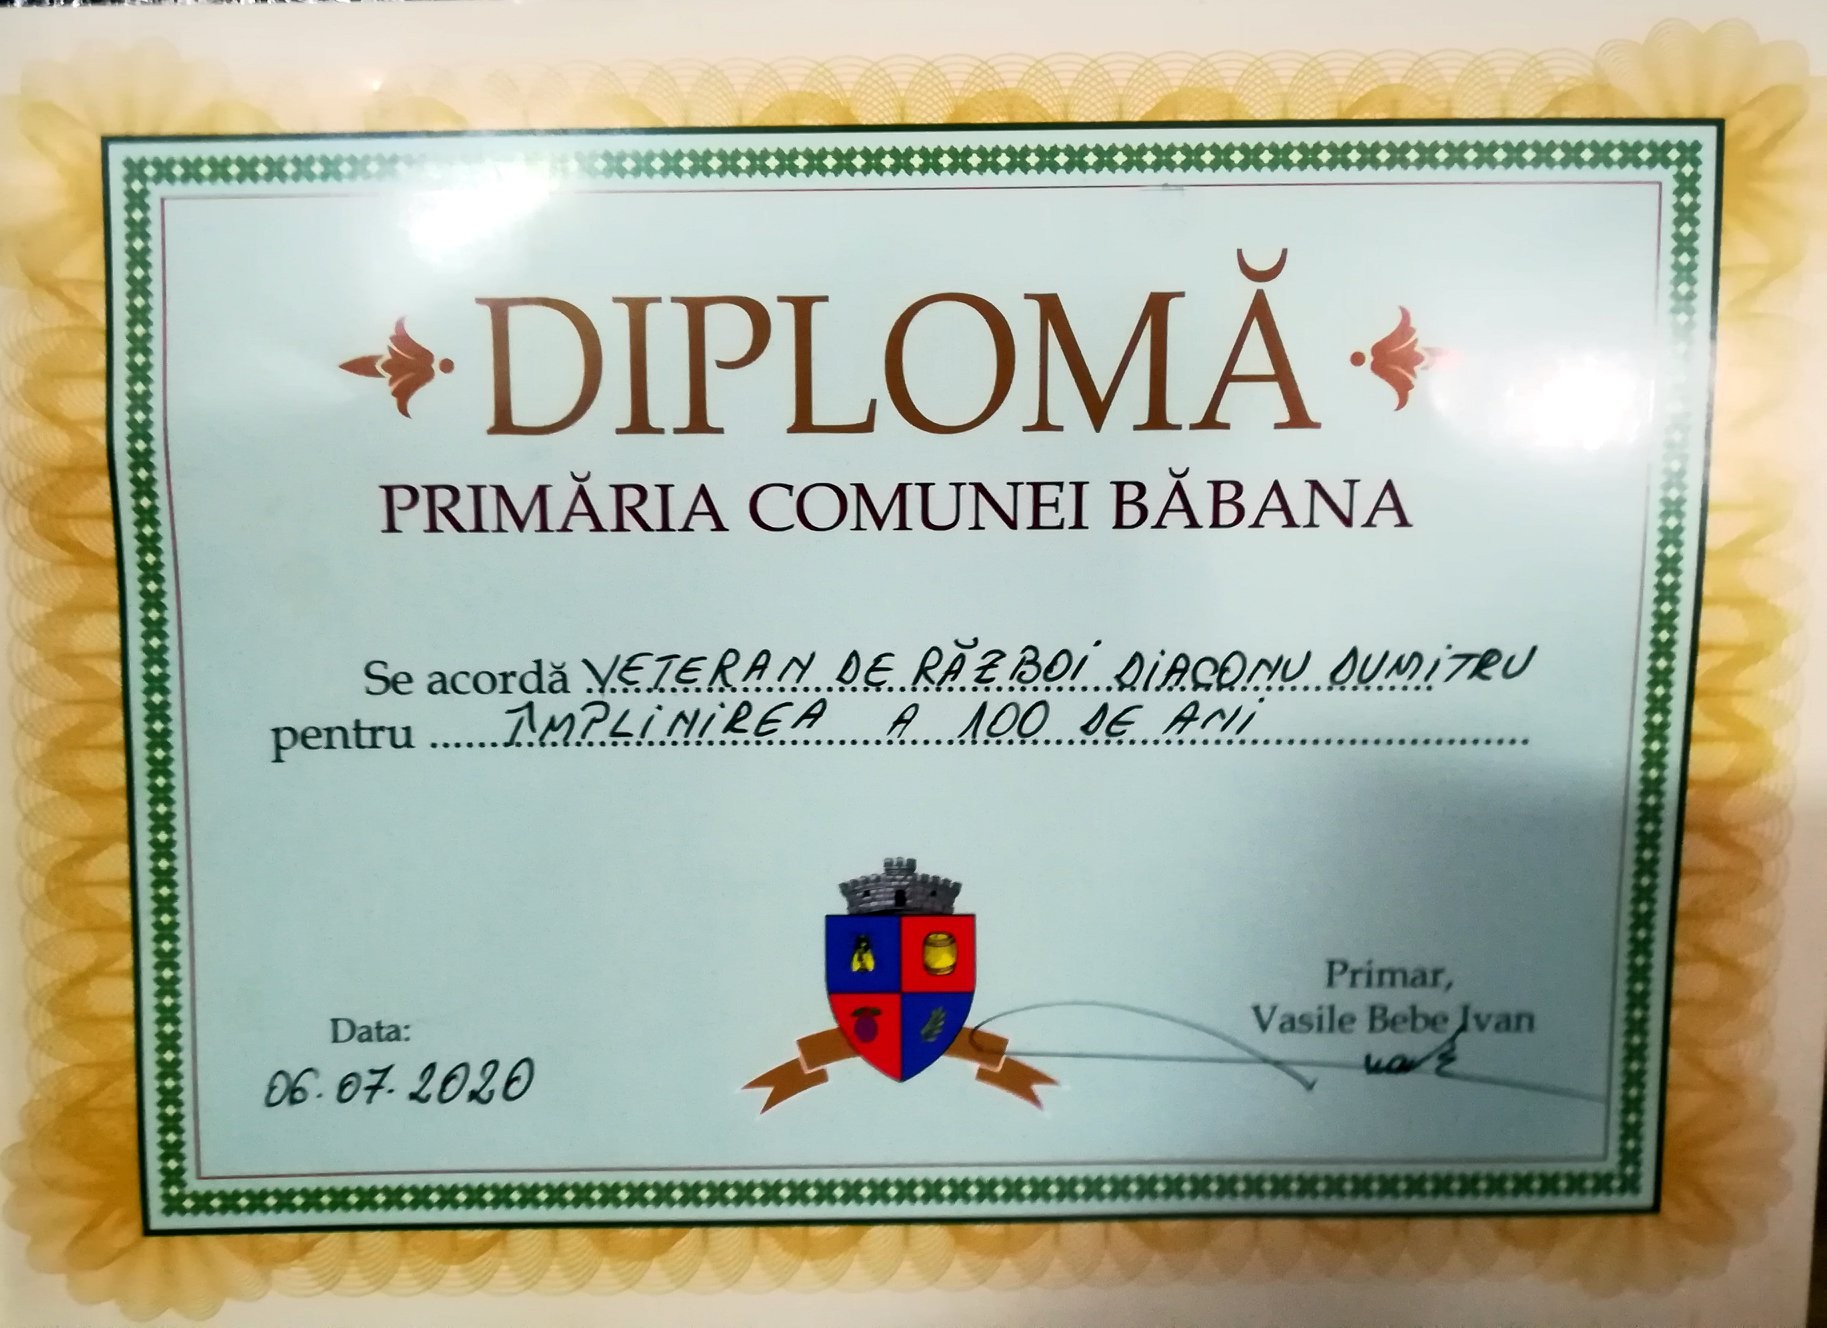 DIPLOMĂ
PRIMĂRIA COMUNEI BĂBANA
Se acordă VETERAN DE RĂZBOI DIACONU DUMITRU
pentru ÎMPLINIREA A 100 DE ANI
Primar,
Vasile Bebe Ivan
Data:
06.07.2020